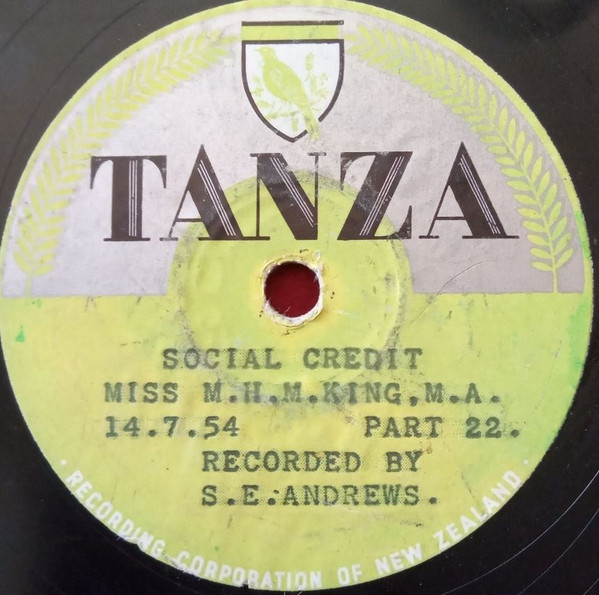 TANZA
SOCIAL CREDIT
MISS M.H.M.KING,M.A.
14.7.54 PART 22.
RECORDED BY
S.E.ANDREWS.
· RECORDING CORPORATION OF NEW ZEALAND ·